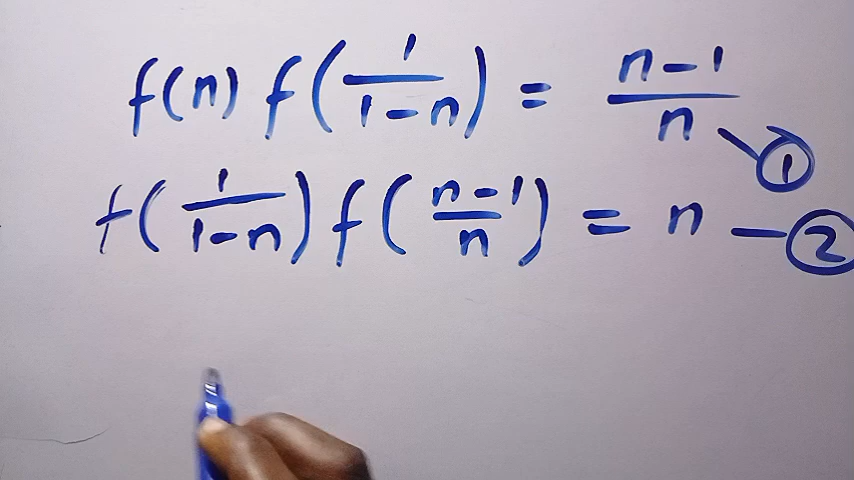 f(n) f(1/(1-n)) = (n-1)/n — ①
f(1/(1-n)) f((n-1)/n) = n — ②